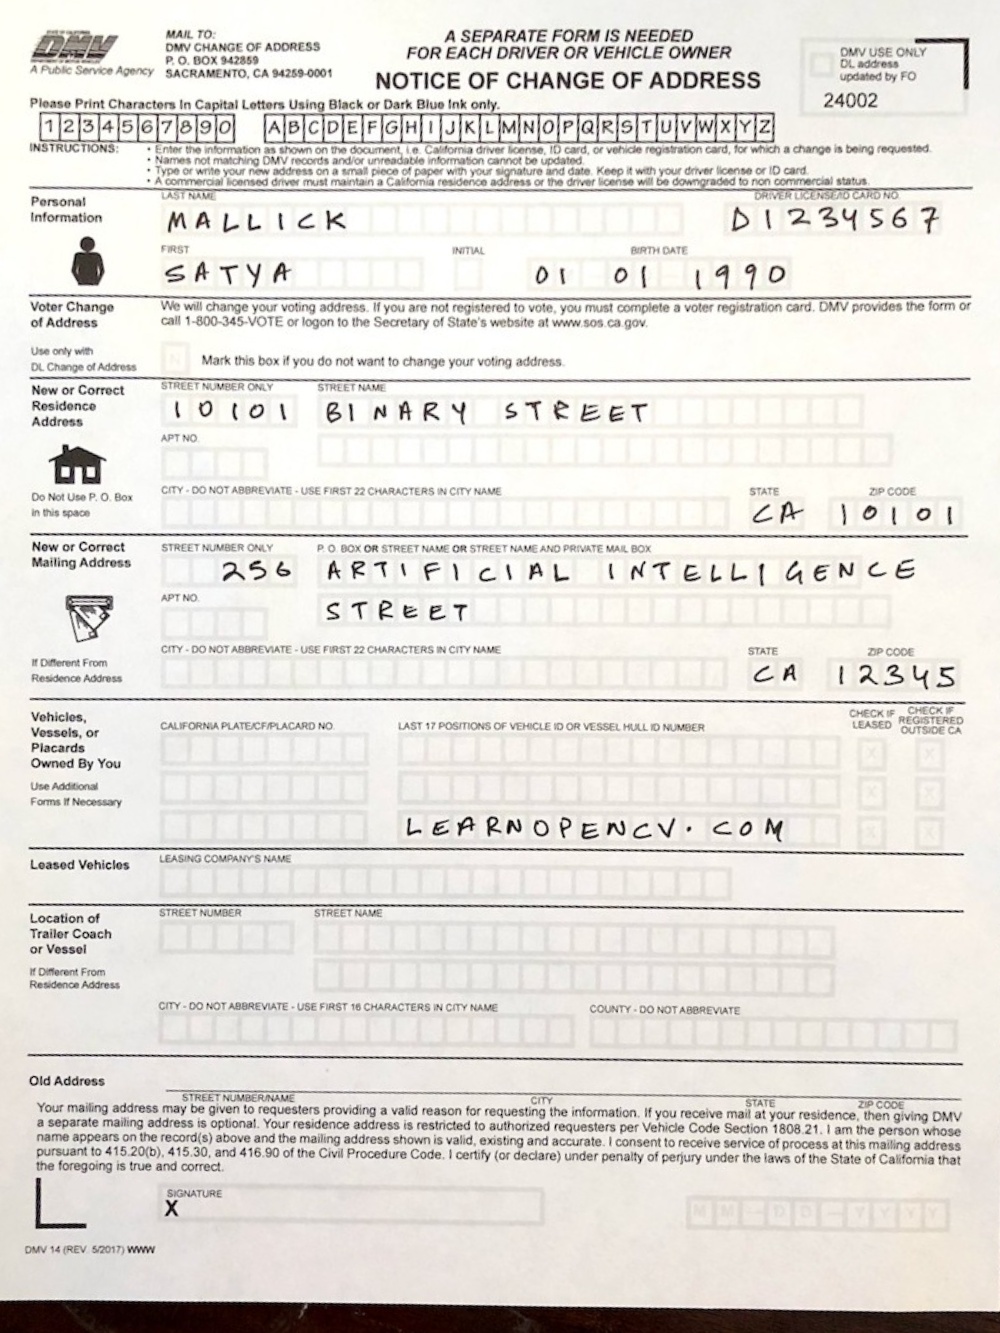 STATE OF CALIFORNIA
DMV
DEPARTMENT OF MOTOR VEHICLES
A Public Service Agency
MAIL TO:
DMV CHANGE OF ADDRESS
P. O. BOX 942859
SACRAMENTO, CA 94259-0001
A SEPARATE FORM IS NEEDED
FOR EACH DRIVER OR VEHICLE OWNER
NOTICE OF CHANGE OF ADDRESS
DMV USE ONLY
DL address
updated by FO
24002
Please Print Characters In Capital Letters Using Black or Dark Blue Ink only.
1 2 3 4 5 6 7 8 9 0 A B C D E F G H I J K L M N O P Q R S T U V W X Y Z
INSTRUCTIONS:
• Enter the information as shown on the document, i.e. California driver license, ID card, or vehicle registration card, for which a change is being requested.
• Names not matching DMV records and/or unreadable information cannot be updated.
• Type or write your new address on a small piece of paper with your signature and date. Keep it with your driver license or ID card.
• A commercial licensed driver must maintain a California residence address or the driver license will be downgraded to non commercial status.
Personal
Information
LAST NAME
DRIVER LICENSE/ID CARD NO.
MALLICK
D1234567
FIRST
INITIAL
BIRTH DATE
SATYA
01 01 1990
Voter Change
of Address
We will change your voting address. If you are not registered to vote, you must complete a voter registration card. DMV provides the form or
call 1-800-345-VOTE or logon to the Secretary of State's website at www.sos.ca.gov.
Use only with
DL Change of Address
N
Mark this box if you do not want to change your voting address.
New or Correct
Residence
Address
STREET NUMBER ONLY
STREET NAME
10101 BINARY STREET
APT NO.
Do Not Use P. O. Box
in this space
CITY - DO NOT ABBREVIATE - USE FIRST 22 CHARACTERS IN CITY NAME
STATE
ZIP CODE
CA 10101
New or Correct
Mailing Address
STREET NUMBER ONLY
P. O. BOX OR STREET NAME OR STREET NAME AND PRIVATE MAIL BOX
256 ARTIFICIAL INTELLIGENCE
APT NO.
STREET
If Different From
Residence Address
CITY - DO NOT ABBREVIATE - USE FIRST 22 CHARACTERS IN CITY NAME
STATE
ZIP CODE
CA 12345
Vehicles,
Vessels, or
Placards
Owned By You
Use Additional
Forms If Necessary
CALIFORNIA PLATE/CF/PLACARD NO.
LAST 17 POSITIONS OF VEHICLE ID OR VESSEL HULL ID NUMBER
CHECK IF
LEASED
CHECK IF
REGISTERED
OUTSIDE CA
X X
X X
LEARNOPENCV.COM
X X
Leased Vehicles
LEASING COMPANY'S NAME
Location of
Trailer Coach
or Vessel
If Different From
Residence Address
STREET NUMBER
STREET NAME
CITY - DO NOT ABBREVIATE - USE FIRST 16 CHARACTERS IN CITY NAME
COUNTY - DO NOT ABBREVIATE
Old Address
STREET NUMBER/NAME
CITY
STATE
ZIP CODE
Your mailing address may be given to requesters providing a valid reason for requesting the information. If you receive mail at your residence, then giving DMV
a separate mailing address is optional. Your residence address is restricted to authorized requesters per Vehicle Code Section 1808.21. I am the person whose
name appears on the record(s) above and the mailing address shown is valid, existing and accurate. I consent to receive service of process at this mailing address
pursuant to 415.20(b), 415.30, and 416.90 of the Civil Procedure Code. I certify (or declare) under penalty of perjury under the laws of the State of California that
the foregoing is true and correct.
SIGNATURE
X
M M - D D - Y Y Y Y
DMV 14 (REV. 5/2017) WWW